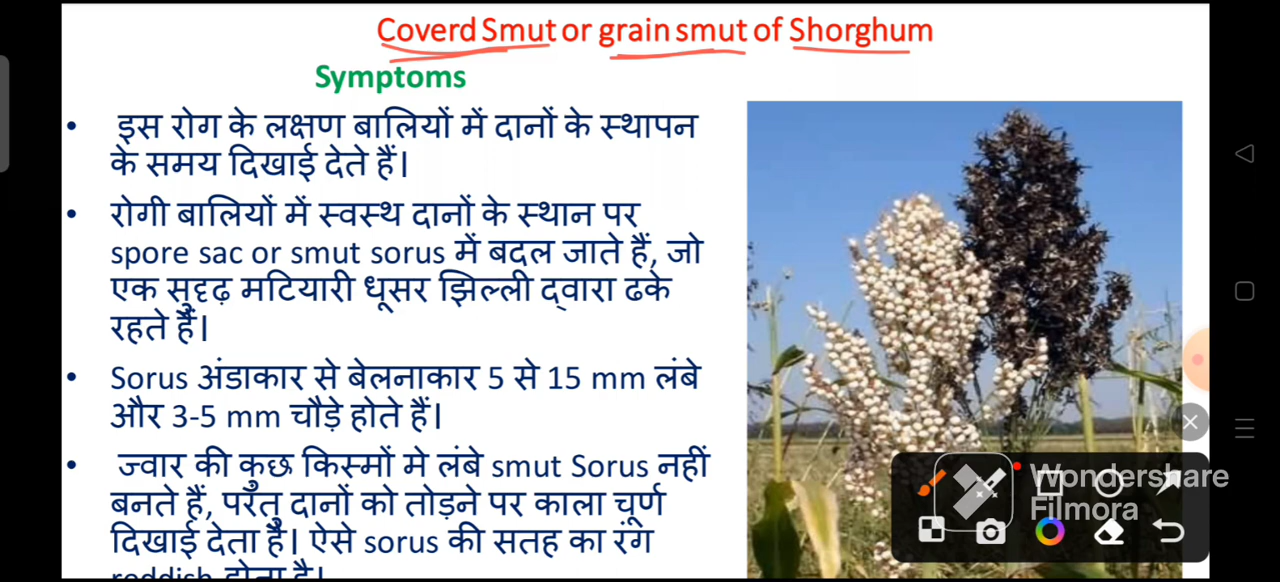 Coverd Smut or grain smut of Shorghum
Symptoms
• इस रोग के लक्षण बालियों में दानों के स्थापन
के समय दिखाई देते हैं।
• रोगी बालियों में स्वस्थ दानों के स्थान पर
spore sac or smut sorus में बदल जाते हैं, जो
एक सुदृढ़ मटियारी धूसर झिल्ली द्वारा ढके
रहते हैं।
• Sorus अंडाकार से बेलनाकार 5 से 15 mm लंबे
और 3-5 mm चौड़े होते हैं।
• ज्वार की कुछ किस्मों मे लंबे smut Sorus नहीं
बनते हैं, परंतु दानों को तोड़ने पर काला चूर्ण
दिखाई देता है। ऐसे sorus की सतह का रंग
reddish होता है।
Wondershare
Filmora